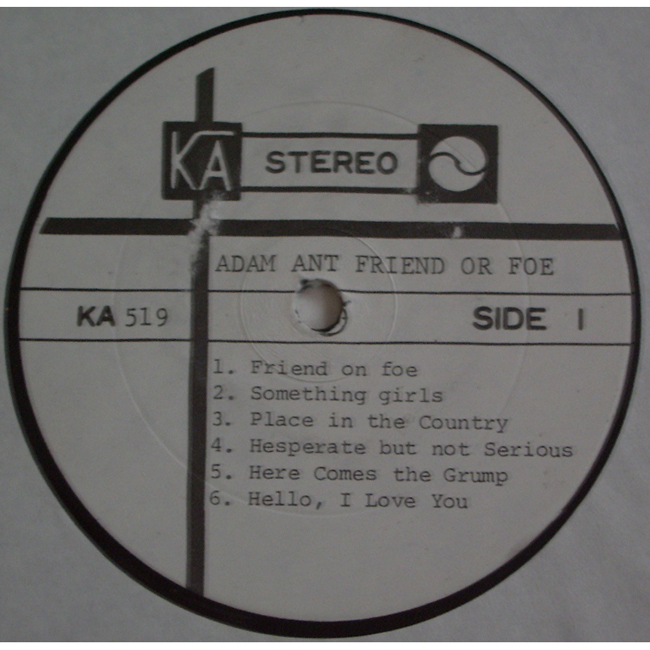 KA STEREO
ADAM ANT FRIEND OR FOE
KA 519 SIDE I
1. Friend on foe
2. Something girls
3. Place in the Country
4. Hesperate but not Serious
5. Here Comes the Grump
6. Hello, I Love You